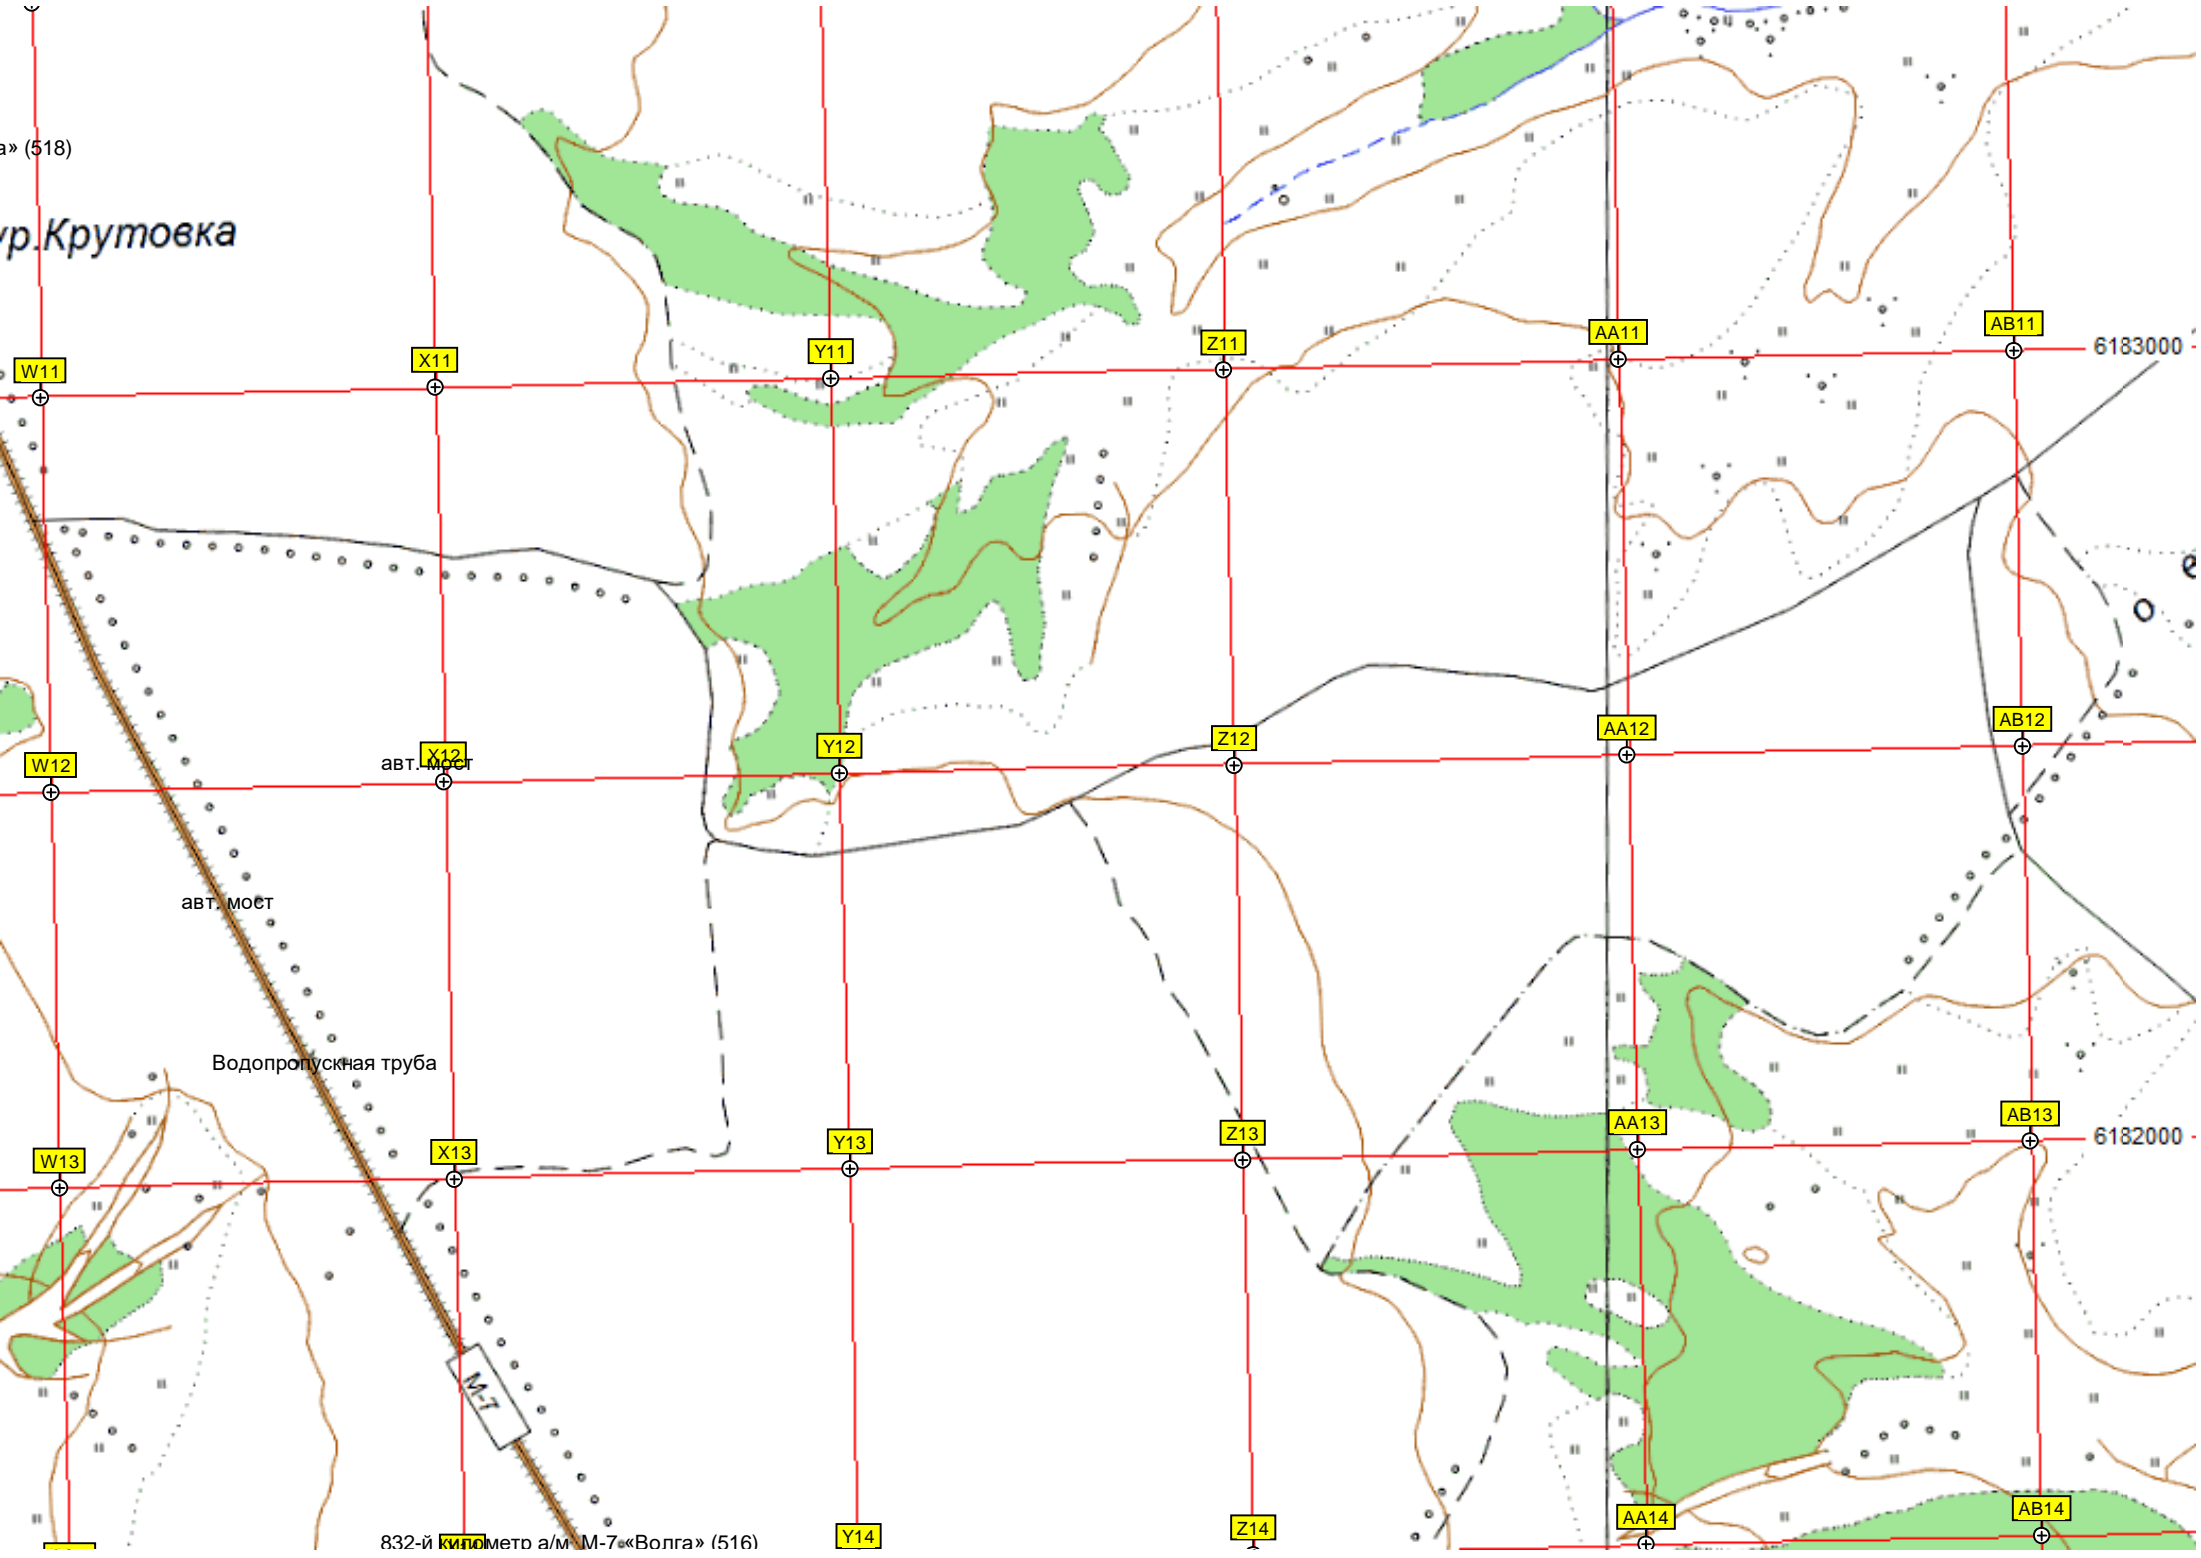 а» (518)
ур.Крутовка
AB11
AA11
6183000
Z11
Y11
X11
W11
е
о
AB12
AA12
Z12
Y12
X12
авт. мост
W12
авт. мост
Водопропускная труба
AB13
AA13
6182000
Z13
Y13
X13
W13
М-7
AB14
AA14
Z14
Y14
832-й километр а/м М-7 «Волга» (516)